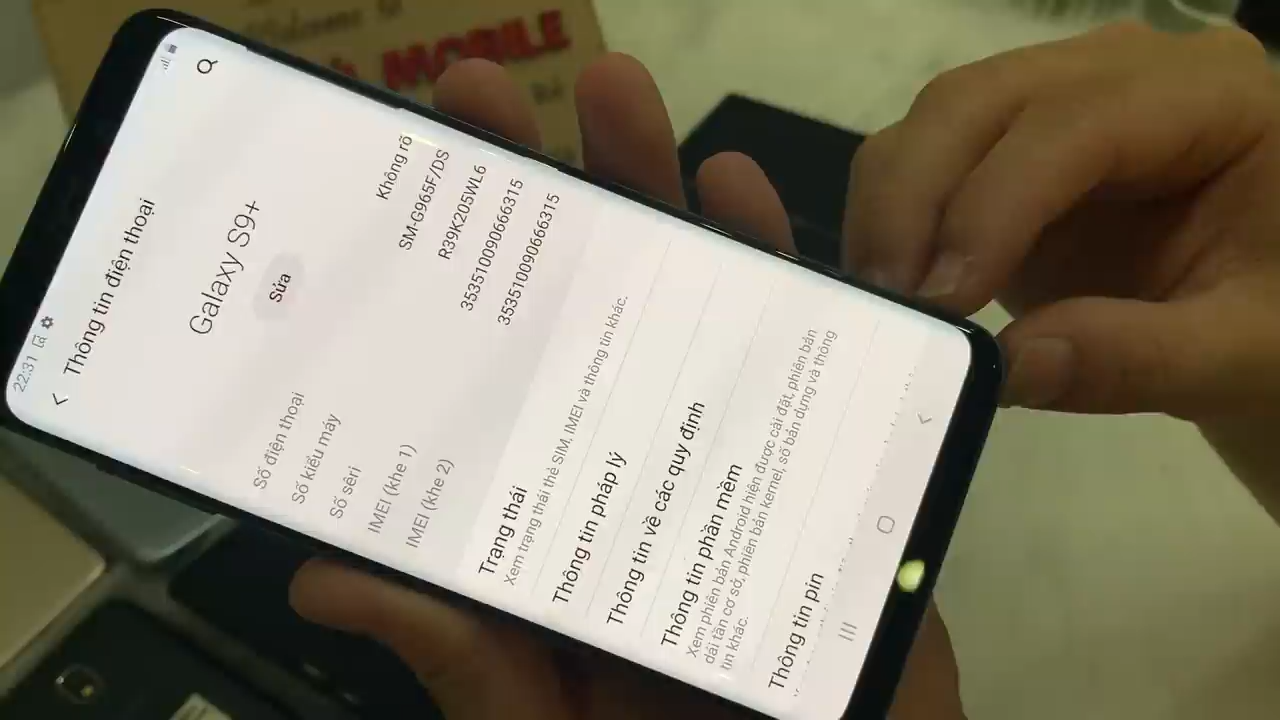 Welcome to
MOBILE
22:31
Thông tin điện thoại
Galaxy S9+
Sửa
Số điện thoại Không rõ
Số kiểu máy SM-G965F/DS
Số sêri R39K205WL6
IMEI (khe 1) 353510090666315
IMEI (khe 2) 353510090666315
Trạng thái
Xem trạng thái thẻ SIM, IMEI và thông tin khác.
Thông tin pháp lý
Thông tin về các quy định
Thông tin phần mềm
Xem phiên bản Android hiện được cài đặt, phiên bản
dải tần cơ sở, phiên bản kernel, số bản dựng và thông
tin khác.
Thông tin pin